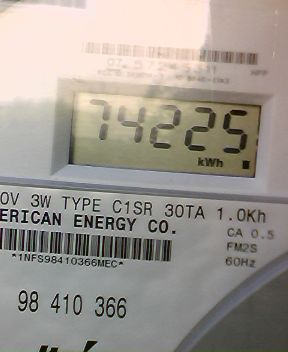 74225
kWh
0V 3W TYPE C1SR 30TA 1.0Kh
ERICAN ENERGY CO.
CA 0.5
FM2S
*1NFS98410366MEC*
60Hz
98 410 366